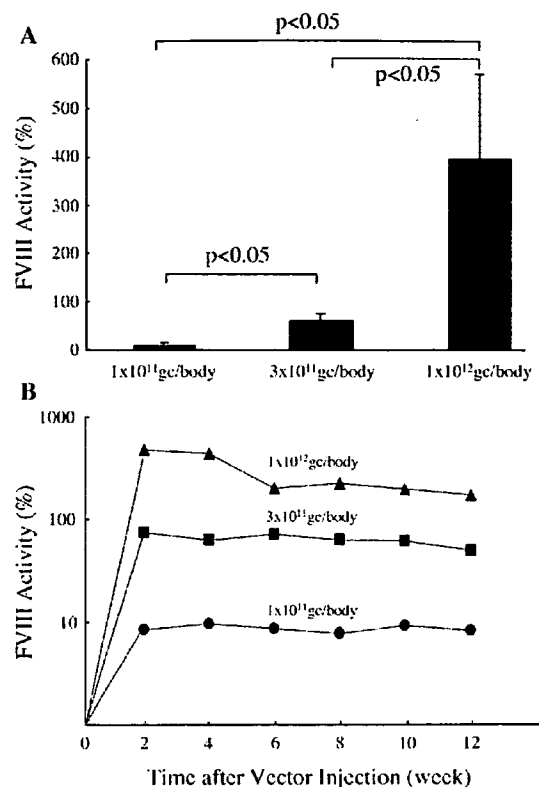 A
p<0.05
p<0.05
p<0.05
FVIII Activity (%)
600
500
400
300
200
100
0
1x10¹¹gc/body 3x10¹¹gc/body 1x10¹²gc/body
B
FVIII Activity (%)
1000
100
10
1x10¹²gc/body
3x10¹¹gc/body
1x10¹¹gc/body
0 2 4 6 8 10 12
Time after Vector Injection (week)